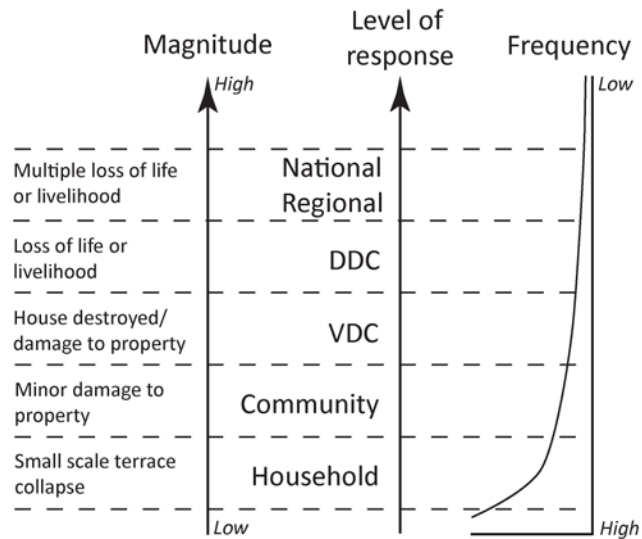 Magnitude
Level of
response
Frequency
High
Low
Multiple loss of life
or livelihood
National
Regional
Loss of life or
livelihood
DDC
House destroyed/
damage to property
VDC
Minor damage to
property
Community
Small scale terrace
collapse
Household
Low
High